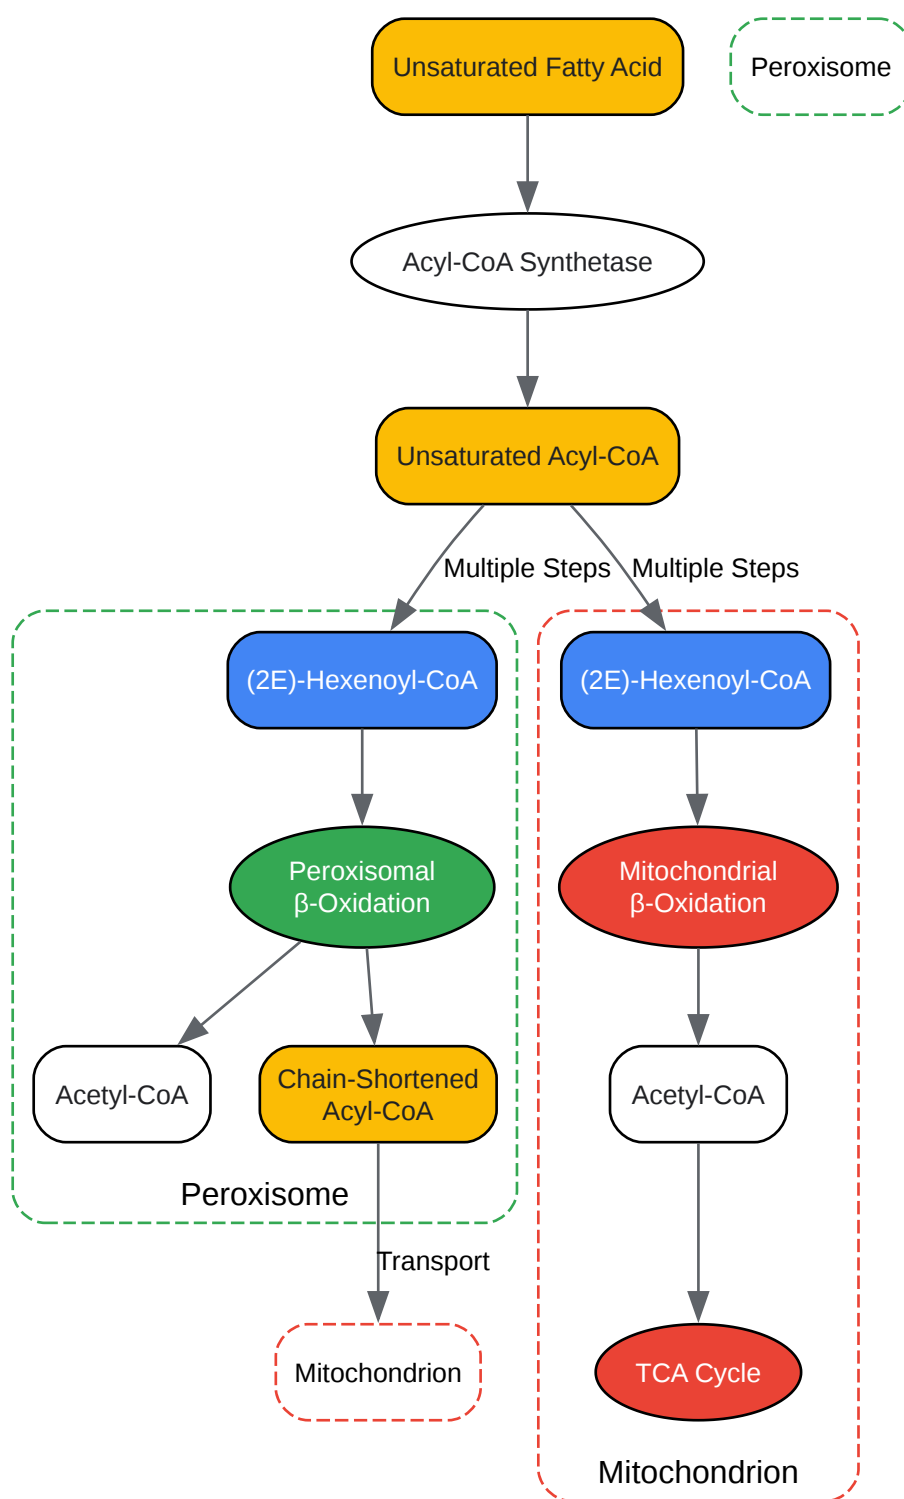 Unsaturated Fatty Acid
Peroxisome
Acyl-CoA Synthetase
Unsaturated Acyl-CoA
Multiple Steps
Multiple Steps
(2E)-Hexenoyl-CoA
(2E)-Hexenoyl-CoA
Peroxisomal
β-Oxidation
Mitochondrial
β-Oxidation
Acetyl-CoA
Chain-Shortened
Acyl-CoA
Acetyl-CoA
Peroxisome
Transport
Mitochondrion
TCA Cycle
Mitochondrion